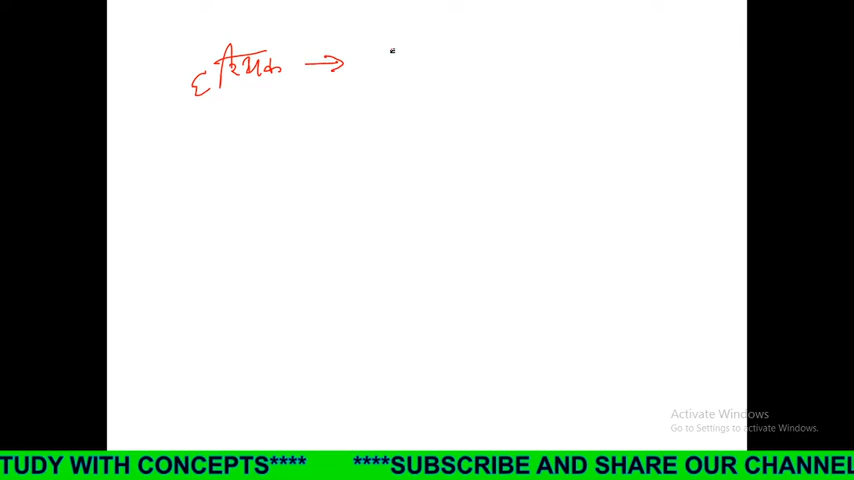 →
Activate Windows
Go to Settings to activate Windows.
TUDY WITH CONCEPTS**** ****SUBSCRIBE AND SHARE OUR CHANNEL